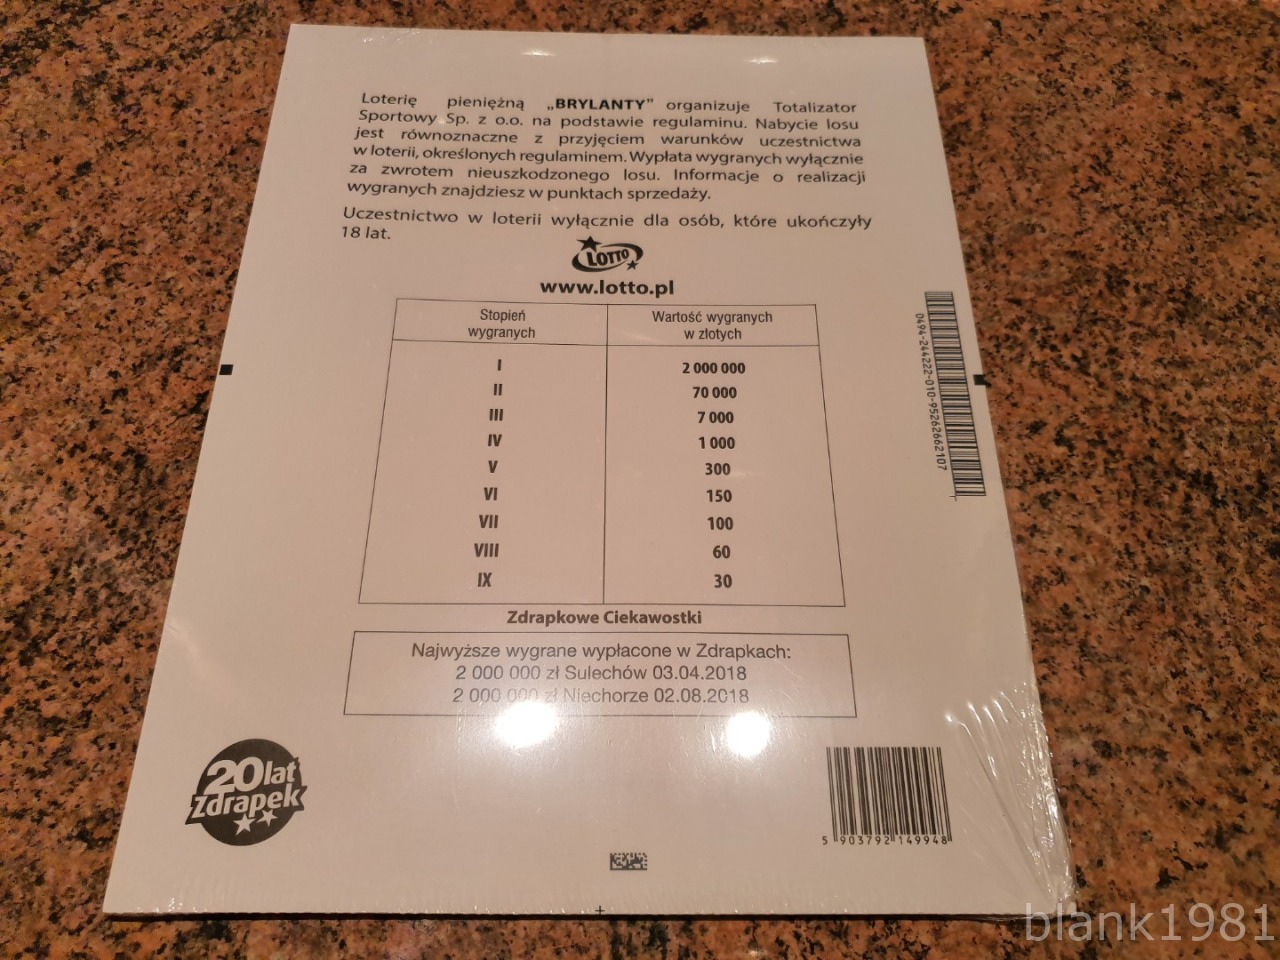 Loterię pieniężną „BRYLANTY” organizuje Totalizator
Sportowy Sp. z o.o. na podstawie regulaminu. Nabycie losu
jest równoznaczne z przyjęciem warunków uczestnictwa
w loterii, określonych regulaminem. Wypłata wygranych wyłącznie
za zwrotem nieuszkodzonego losu. Informacje o realizacji
wygranych znajdziesz w punktach sprzedaży.
Uczestnictwo w loterii wyłącznie dla osób, które ukończyły
18 lat.
LOTTO
www.lotto.pl
Stopień wygranych Wartość wygranych w złotych
I 2 000 000
II 70 000
III 7 000
IV 1 000
V 300
VI 150
VII 100
VIII 60
IX 30
0494-244222-010-95262662107
Zdrapkowe Ciekawostki
Najwyższe wygrane wypłacone w Zdrapkach:
2 000 000 zł Sulechów 03.04.2018
2 000 000 zł Niechorze 02.08.2018
20 lat
Zdrapek
5 903792 149948
blank1981